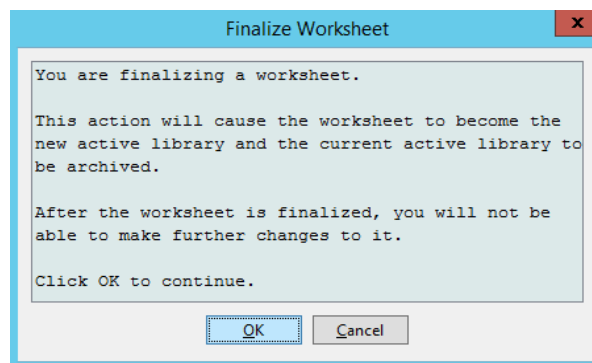 Finalize Worksheet
x
You are finalizing a worksheet.
This action will cause the worksheet to become the
new active library and the current active library to
be archived.
After the worksheet is finalized, you will not be
able to make further changes to it.
Click OK to continue.
OK
Cancel